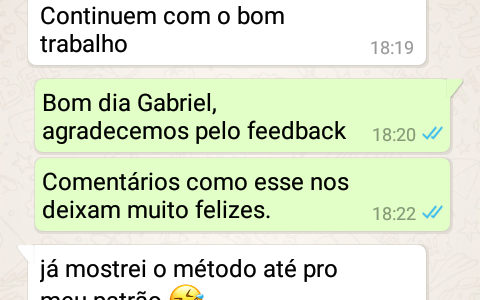 Continuem com o bom
trabalho
18:19
Bom dia Gabriel,
agradecemos pelo feedback
18:20
Comentários como esse nos
deixam muito felizes.
18:22
já mostrei o método até pro
meu patrão 🤣